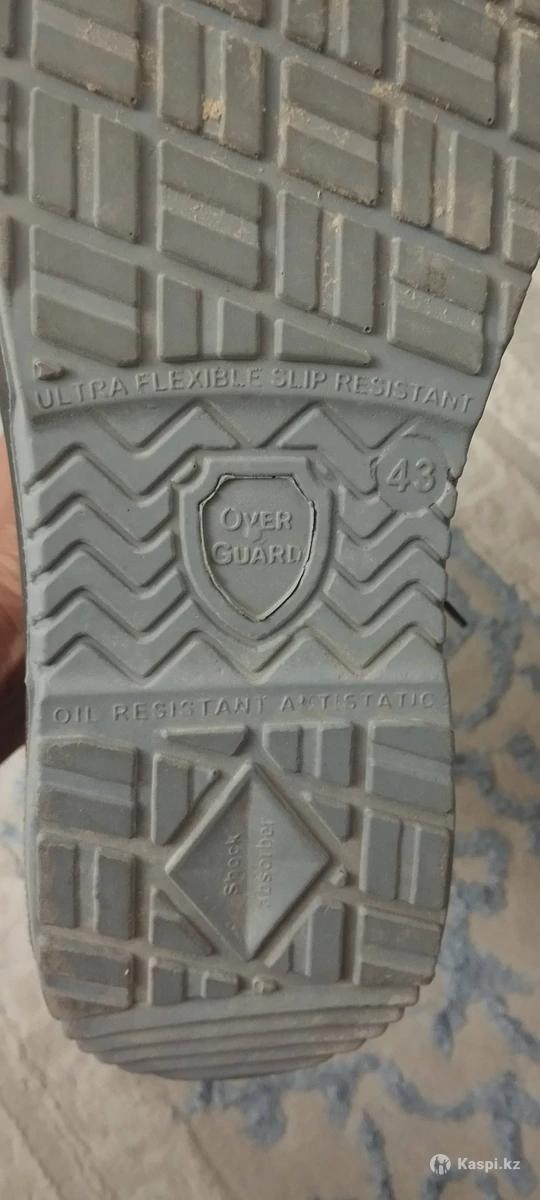 ULTRA FLEXIBLE SLIP RESISTANT
43
OVER
GUARD
OIL RESISTANT ANTISTATIC
Shock
absorber
Kaspi.kz